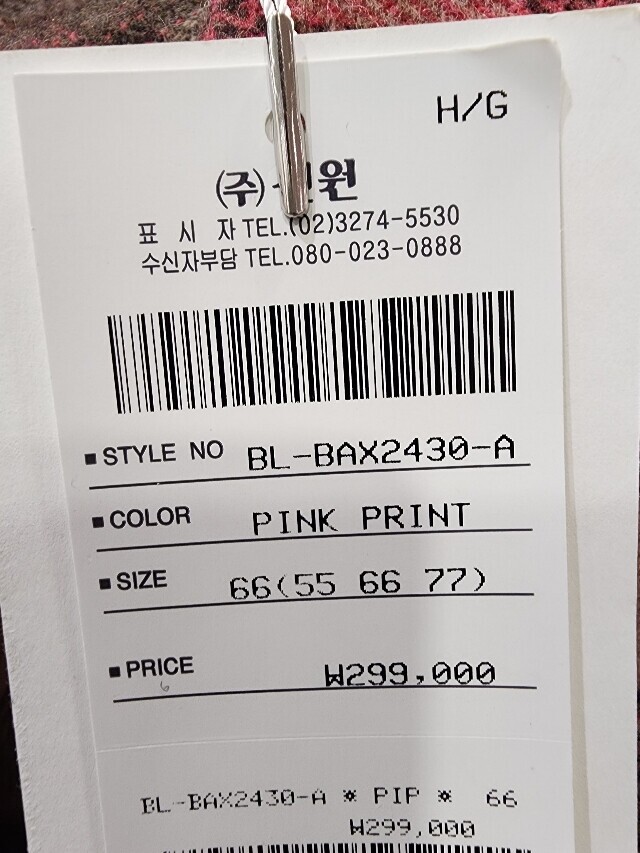 H/G
(주) 원
표 시 자 TEL.(02)3274-5530
수신자부담 TEL.080-023-0888
■ STYLE NO BL-BAX2430-A
■ COLOR PINK PRINT
■ SIZE 66(55 66 77)
■ PRICE ₩299,000
BL-BAX2430-A * PIP * 66
₩299,000